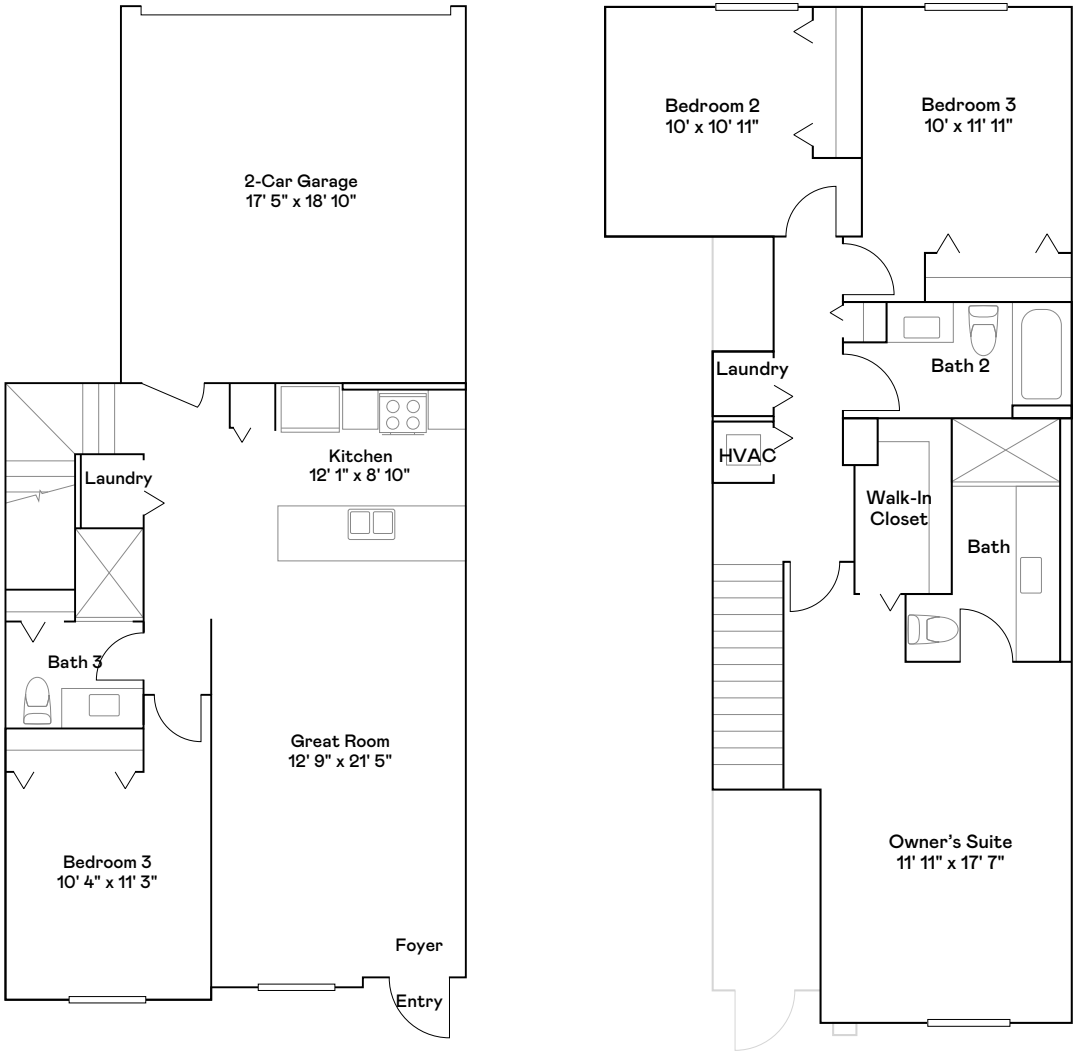 2-Car Garage
17' 5" x 18' 10"
Kitchen
12' 1" x 8' 10"
Laundry
Bath 3
Great Room
12' 9" x 21' 5"
Bedroom 3
10' 4" x 11' 3"
Foyer
Entry
Bedroom 2
10' x 10' 11"
Bedroom 3
10' x 11' 11"
Laundry
Bath 2
HVAC
Walk-In
Closet
Bath
Owner’s Suite
11' 11" x 17' 7"